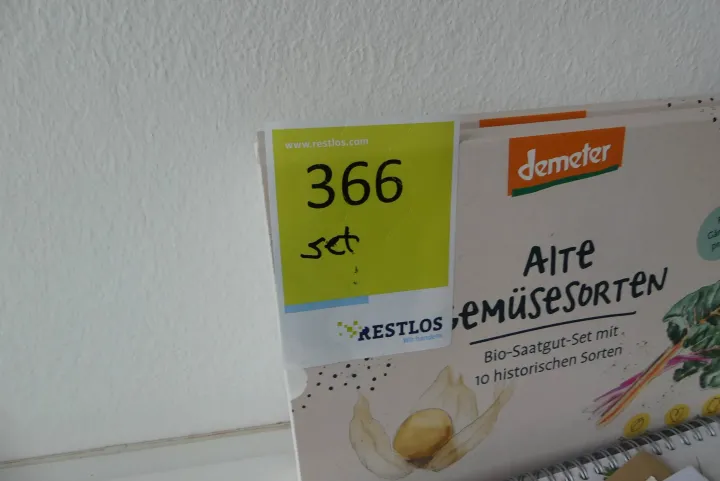 www.restlos.com
366
set
RESTLOS
demeter
ALTE
GEMÜSESORTEN
Bio-Saatgut-Set mit
10 historischen Sorten